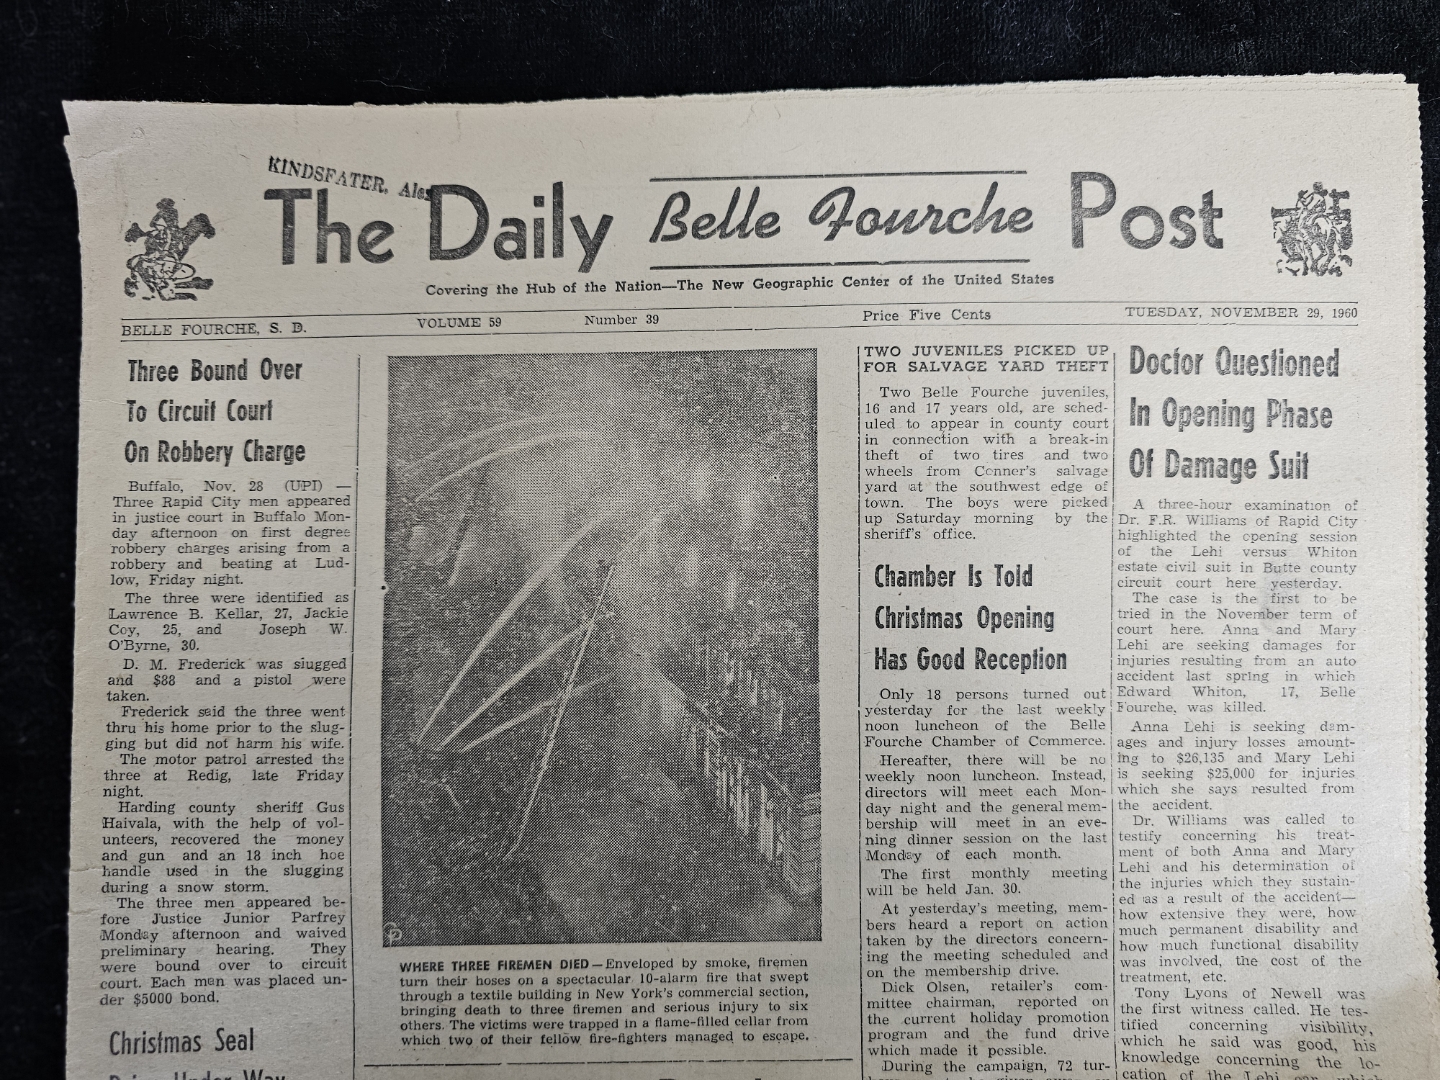 KINDSFATER, Alex
The Daily Belle Fourche Post
Covering the Hub of the Nation—The New Geographic Center of the United States
BELLE FOURCHE, S. D.
VOLUME 59
Number 39
Price Five Cents
TUESDAY, NOVEMBER 29, 1960
Three Bound Over
To Circuit Court
On Robbery Charge
Buffalo, Nov. 28 (UPI) —
Three Rapid City men appeared
in justice court in Buffalo Mon-
day afternoon on first degree
robbery charges arising from a
robbery and beating at Lud-
low, Friday night.
The three were identified as
Lawrence B. Kellar, 27, Jackie
Coy, 25, and Joseph W.
O'Byrne, 30.
D. M. Frederick was slugged
and $88 and a pistol were
taken.
Frederick said the three went
thru his home prior to the slug-
ging but did not harm his wife.
The motor patrol arrested the
three at Redig, late Friday
night.
Harding county sheriff Gus
Haivala, with the help of vol-
unteers, recovered the money
and gun and an 18 inch hoe
handle used in the slugging
during a snow storm.
The three men appeared be-
fore Justice Junior Parfrey
Monday afternoon and waived
preliminary hearing. They
were bound over to circuit
court. Each man was placed un-
der $5000 bond.
Christmas Seal
WHERE THREE FIREMEN DIED—Enveloped by smoke, firemen
turn their hoses on a spectacular 10-alarm fire that swept
through a textile building in New York's commercial section,
bringing death to three firemen and serious injury to six
others. The victims were trapped in a flame-filled cellar from
which two of their fellow fire-fighters managed to escape.
TWO JUVENILES PICKED UP
FOR SALVAGE YARD THEFT
Two Belle Fourche juveniles,
16 and 17 years old, are sched-
uled to appear in county court
in connection with a break-in
theft of two tires and two
wheels from Conner's salvage
yard at the southwest edge of
town. The boys were picked
up Saturday morning by the
sheriff's office.
Chamber Is Told
Christmas Opening
Has Good Reception
Only 18 persons turned out
yesterday for the last weekly
noon luncheon of the Belle
Fourche Chamber of Commerce.
Hereafter, there will be no
weekly noon luncheon. Instead,
directors will meet each Mon-
day night and the general mem-
bership will meet in an eve-
ning dinner session on the last
Monday of each month.
The first monthly meeting
will be held Jan. 30.
At yesterday's meeting, mem-
bers heard a report on action
taken by the directors concern-
ing the meeting scheduled and
on the membership drive.
Dick Olsen, retailer's com-
mittee chairman, reported on
the current holiday promotion
program and the fund drive
which made it possible.
During the campaign, 72 tur-
Doctor Questioned
In Opening Phase
Of Damage Suit
A three-hour examination of
Dr. F.R. Williams of Rapid City
highlighted the opening session
of the Lehi versus Whiton
estate civil suit in Butte county
circuit court here yesterday.
The case is the first to be
tried in the November term of
court here. Anna and Mary
Lehi are seeking damages for
injuries resulting from an auto
accident last spring in which
Edward Whiton, 17, Belle
Fourche, was killed.
Anna Lehi is seeking dam-
ages and injury losses amount-
ing to $26,135 and Mary Lehi
is seeking $25,000 for injuries
which she says resulted from
the accident.
Dr. Williams was called to
testify concerning his treat-
ment of both Anna and Mary
Lehi and his determination of
the injuries which they sustain-
ed as a result of the accident—
how extensive they were, how
much permanent disability and
how much functional disability
was involved, the cost of the
treatment, etc.
Tony Lyons of Newell was
the first witness called. He tes-
tified concerning visibility,
which he said was good, his
knowledge concerning the lo-
cation of the Lehi car which